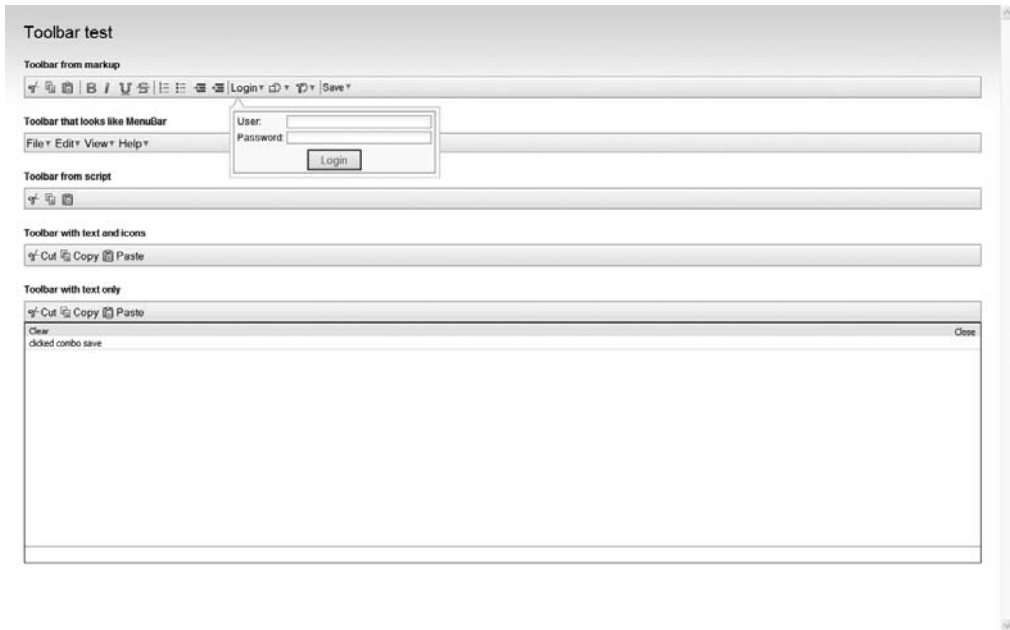 Toolbar test
Toolbar from markup
B I U S Login Save
User:
Password:
Login
Toolbar that looks like MenuBar
File Edit View Help
Toolbar from script
Toolbar with text and icons
Cut Copy Paste
Toolbar with text only
Cut Copy Paste
Clear Close
clicked combo save